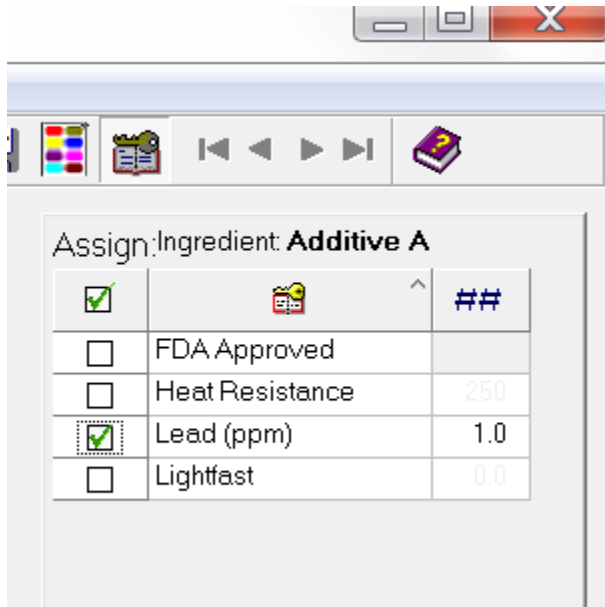 Assign:Ingredient: Additive A
##
FDA Approved
Heat Resistance 250
Lead (ppm) 1.0
Lightfast 0.0